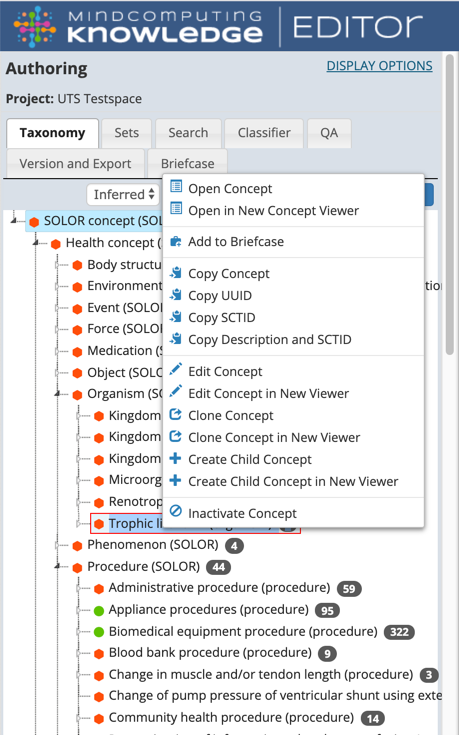 MINDCOMPUTING
KNOWLEDGE | EDITOR
Authoring
DISPLAY OPTIONS
Project: UTS Testspace
Taxonomy Sets Search Classifier QA
Version and Export Briefcase
Inferred
SOLOR concept (SOL
Health concept (
Body structu
Environment
Event (SOLO
Force (SOLO
Medication (S
Object (SOLO
Organism (SO
Kingdom
Kingdom
Kingdom
Microorg
Renotrop
Trophic l
Phenomenon (SOLOR) 4
Procedure (SOLOR) 44
Administrative procedure (procedure) 59
Appliance procedures (procedure) 95
Biomedical equipment procedure (procedure) 322
Blood bank procedure (procedure) 9
Change in muscle and/or tendon length (procedure) 3
Change of pump pressure of ventricular shunt using exte
Community health procedure (procedure) 14
Open Concept
Open in New Concept Viewer
Add to Briefcase
Copy Concept
Copy UUID
Copy SCTID
Copy Description and SCTID
Edit Concept
Edit Concept in New Viewer
Clone Concept
Clone Concept in New Viewer
Create Child Concept
Create Child Concept in New Viewer
Inactivate Concept